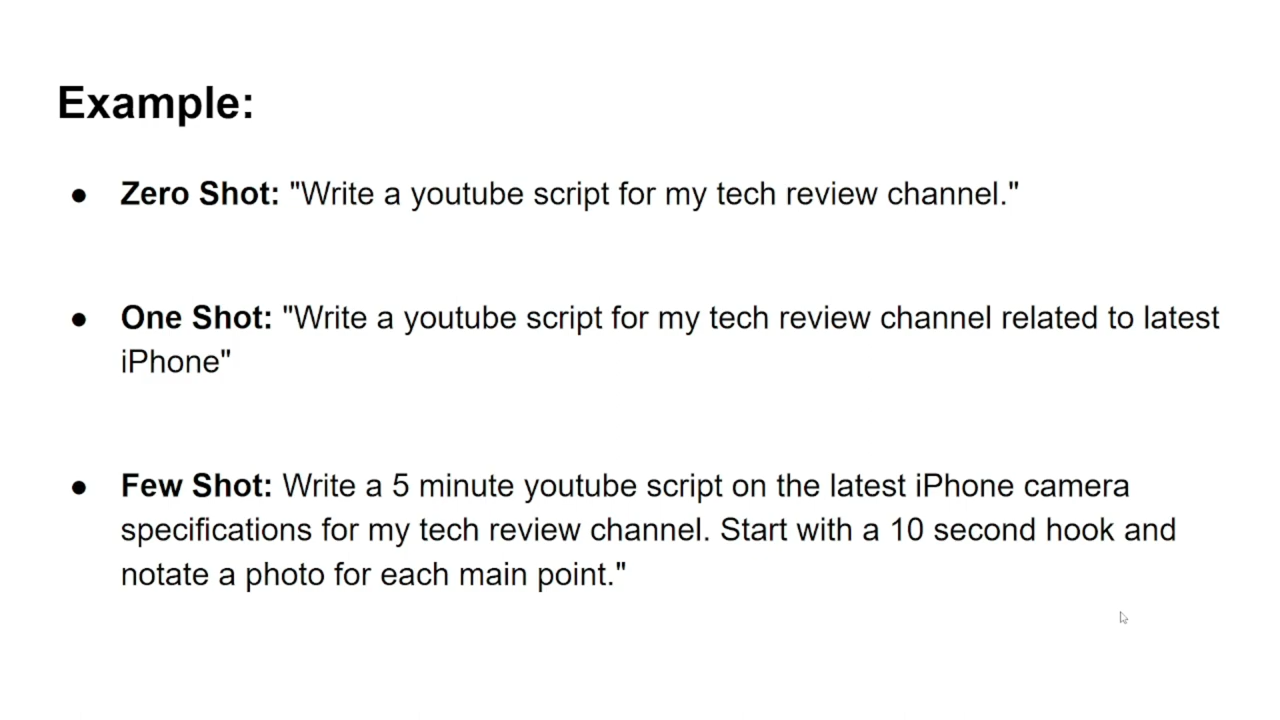 Example:
● Zero Shot: "Write a youtube script for my tech review channel."
● One Shot: "Write a youtube script for my tech review channel related to latest
iPhone"
● Few Shot: Write a 5 minute youtube script on the latest iPhone camera
specifications for my tech review channel. Start with a 10 second hook and
notate a photo for each main point."